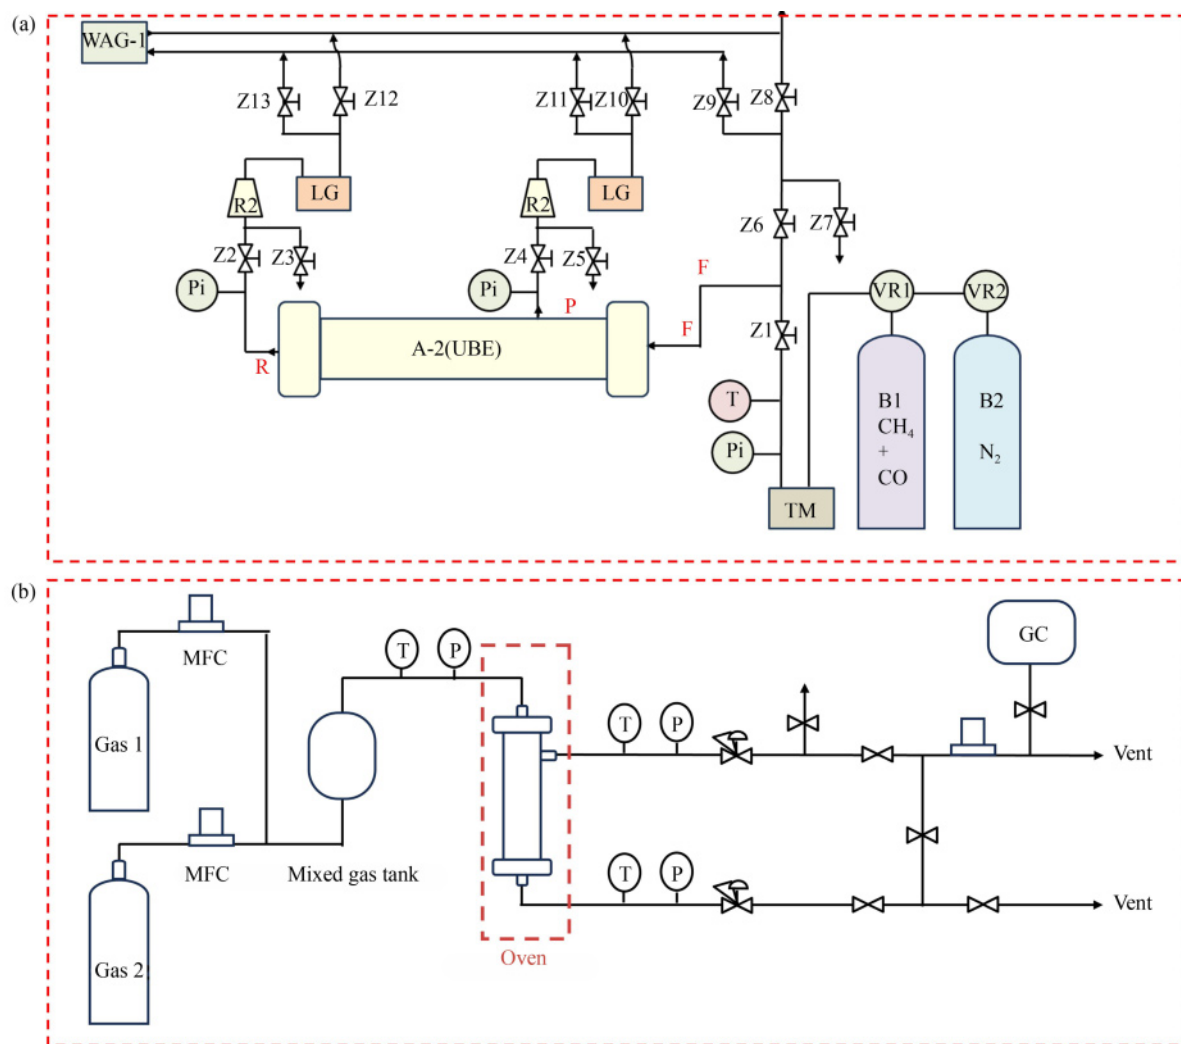 (a)
WAG-1
Z13
Z12
Z11
Z10
Z9
Z8
LG
LG
R2
R2
Z2
Z3
Z4
Z5
Z6
Z7
Pi
Pi
F
P
F
VR1
VR2
Z1
A-2(UBE)
R
T
B1
CH₄
+
CO
B2
N₂
Pi
TM
(b)
GC
MFC
T
P
Gas 1
T
P
Vent
MFC
Mixed gas tank
T
P
Vent
Oven
Gas 2